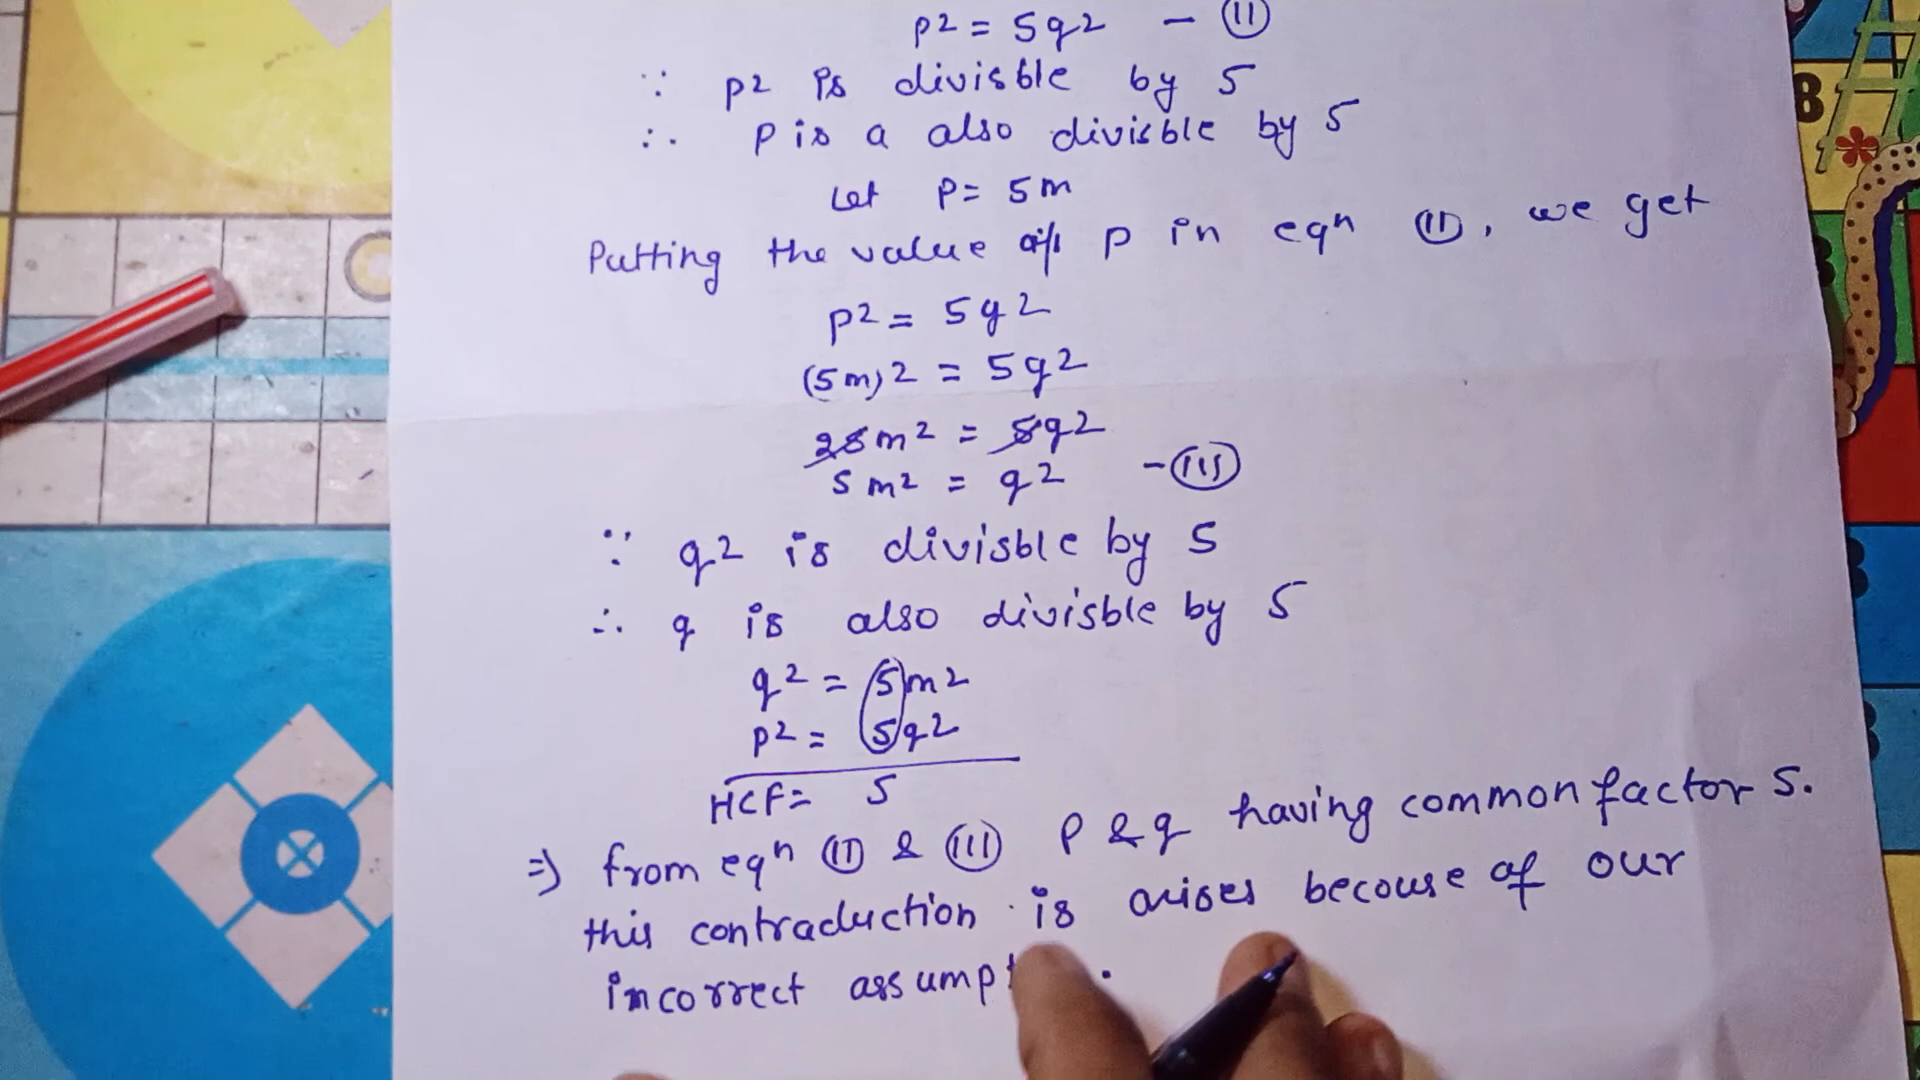 p2 = 5q2 - (II)
∵ p2 is divisble by 5
∴ p is a also divisble by 5
Let p= 5m
Putting the value of p in eqn (II), we get
p2 = 5q2
(5m)2 = 5q2
25m2 = 5q2
5m2 = q2 - (III)
∵ q2 is divisble by 5
∴ q is also divisble by 5
q2 = 5m2
p2 = 5q2
HCF= 5
⇒ from eqn (II) & (III) P & q having common factor 5.
this contraduction is arises becouse of our
incorrect
8